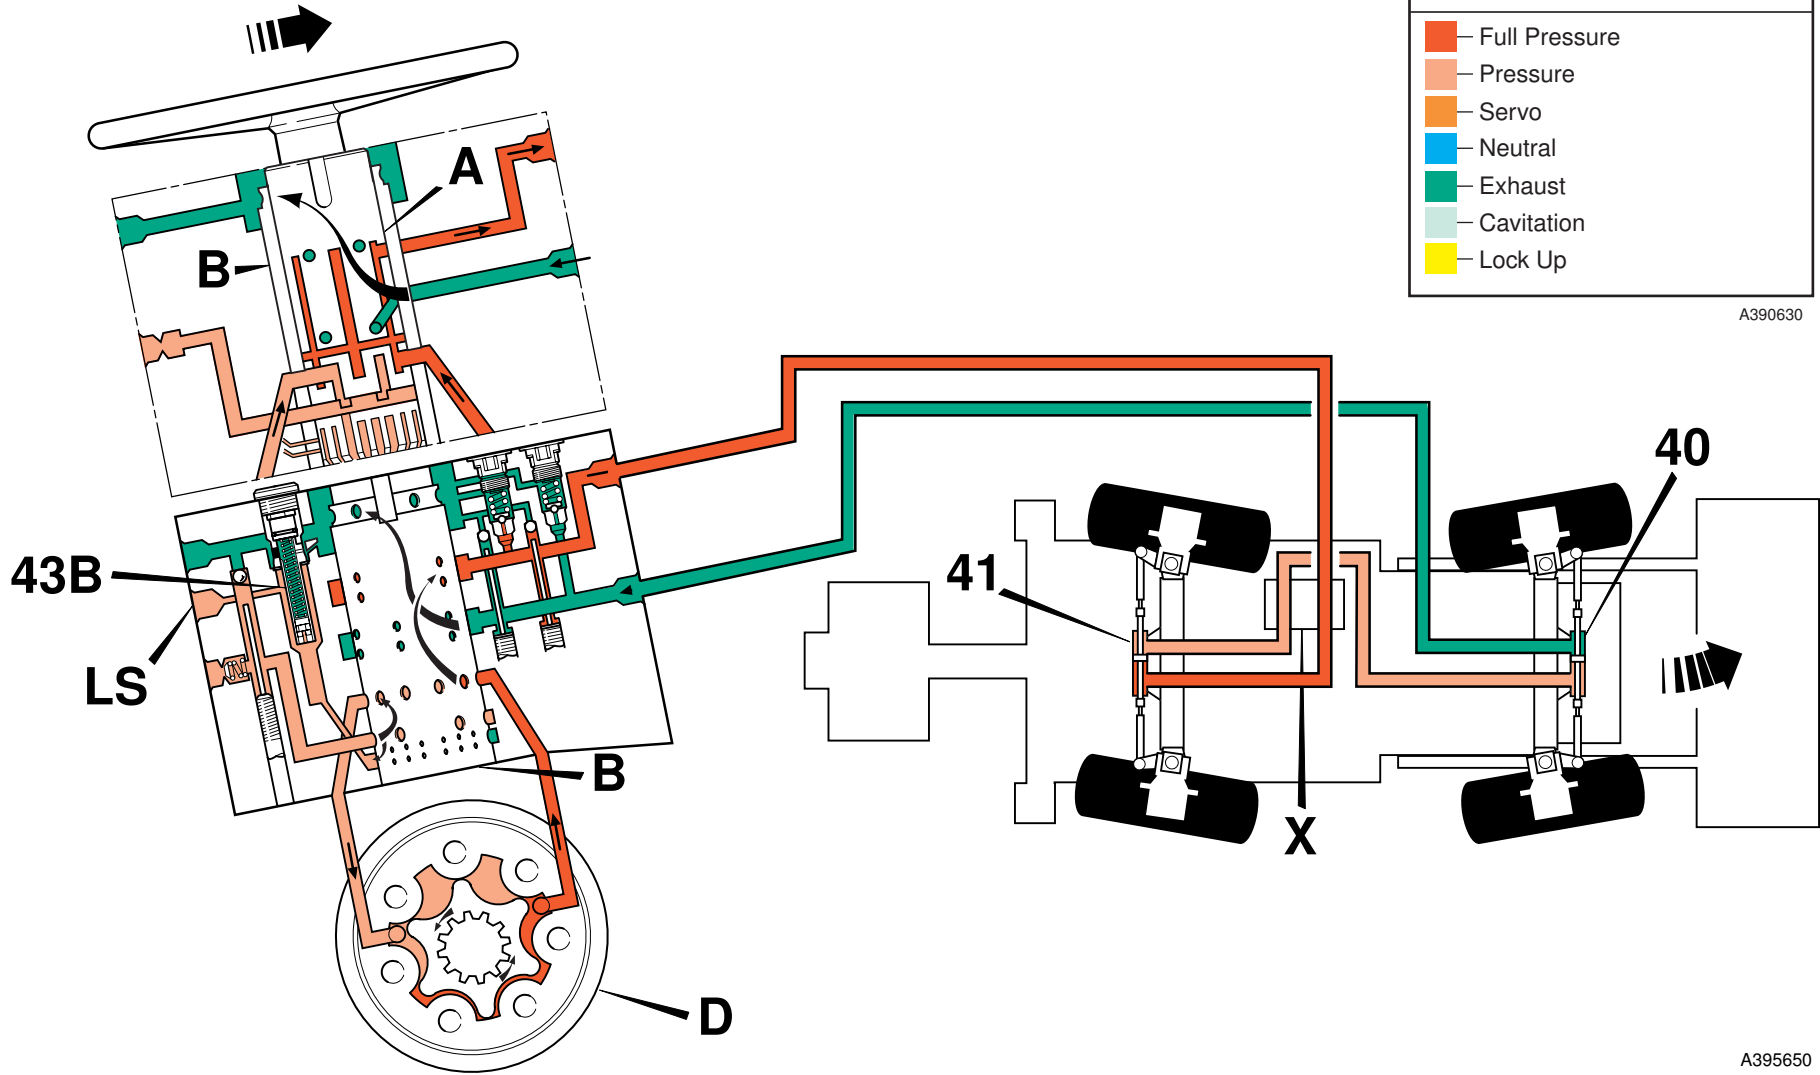 Full Pressure
Pressure
Servo
Neutral
Exhaust
Cavitation
Lock Up
A390630
A
B
40
41
43B
LS
B
X
D
A395650